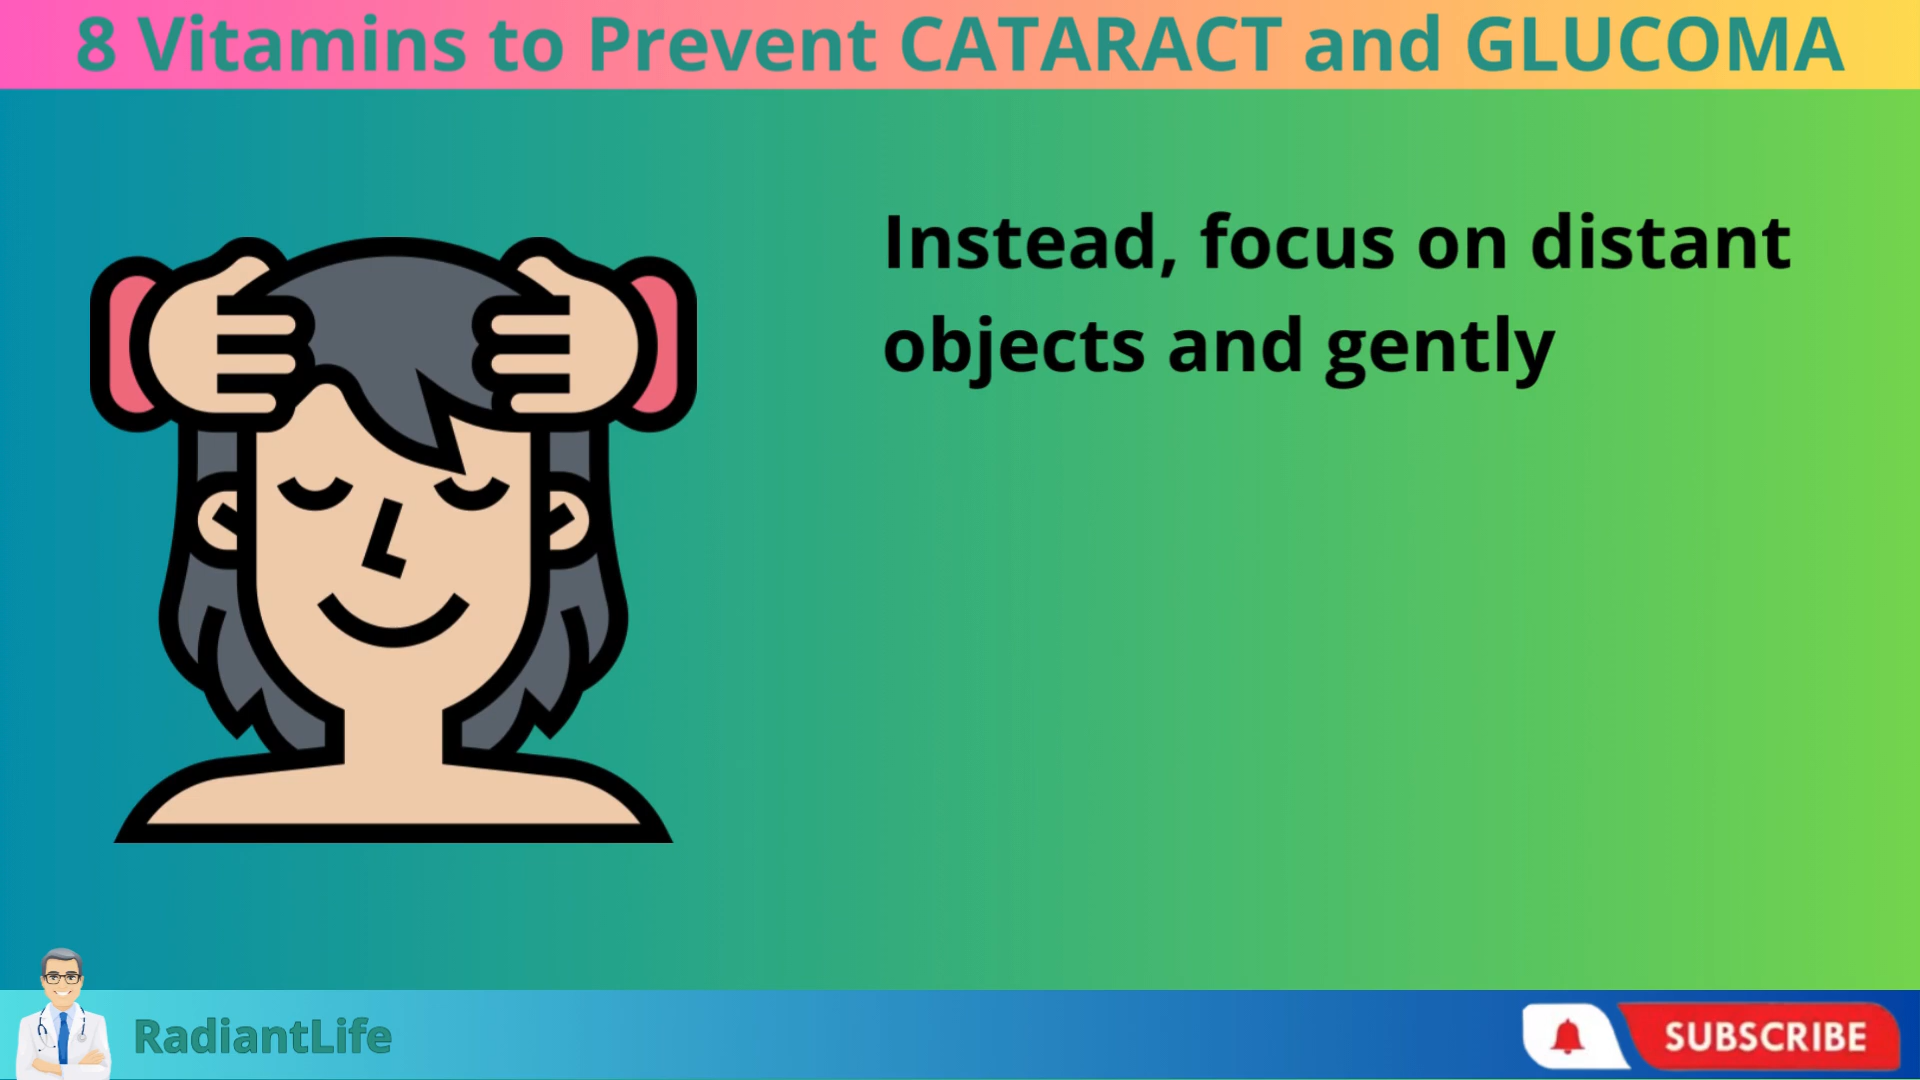 8 Vitamins to Prevent CATARACT and GLUCOMA
Instead, focus on distant
objects and gently
RadiantLife
SUBSCRIBE